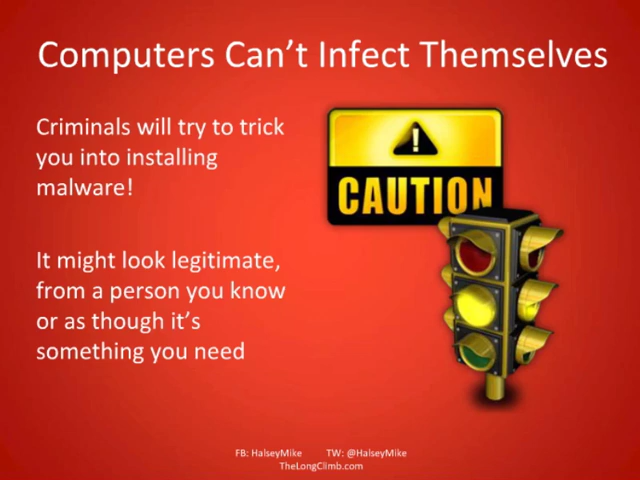 Computers Can't Infect Themselves
Criminals will try to trick
you into installing
malware!
It might look legitimate,
from a person you know
or as though it's
something you need
!
CAUTION
FB: HalseyMike TW: @HalseyMike
TheLongClimb.com